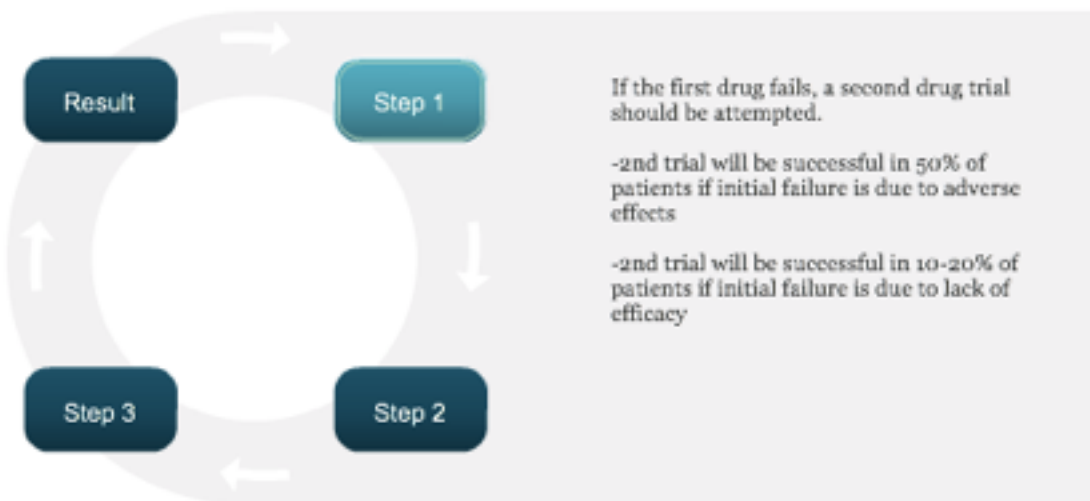 Result
Step 1
If the first drug fails, a second drug trial
should be attempted.
-2nd trial will be successful in 50% of
patients if initial failure is due to adverse
effects
-2nd trial will be successful in 10-20% of
patients if initial failure is due to lack of
efficacy
Step 3
Step 2